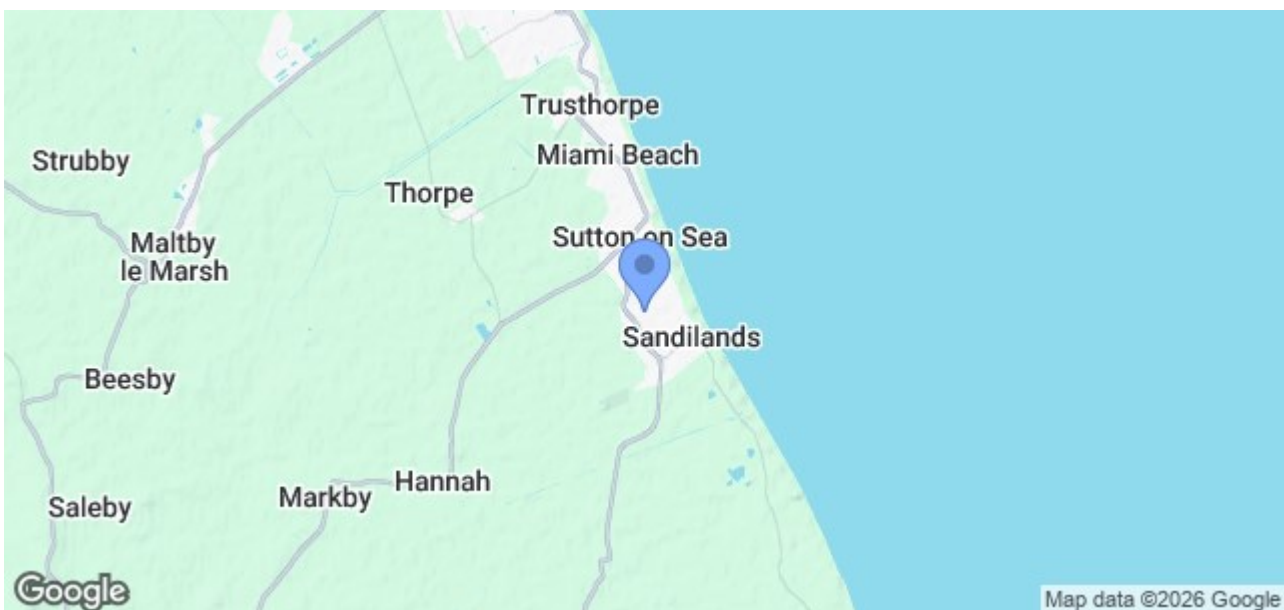 Trusthorpe
Miami Beach
Strubby
Thorpe
Sutton on Sea
Maltby
le Marsh
Sandilands
Beesby
Hannah
Markby
Saleby
Google
Map data ©2026 Google